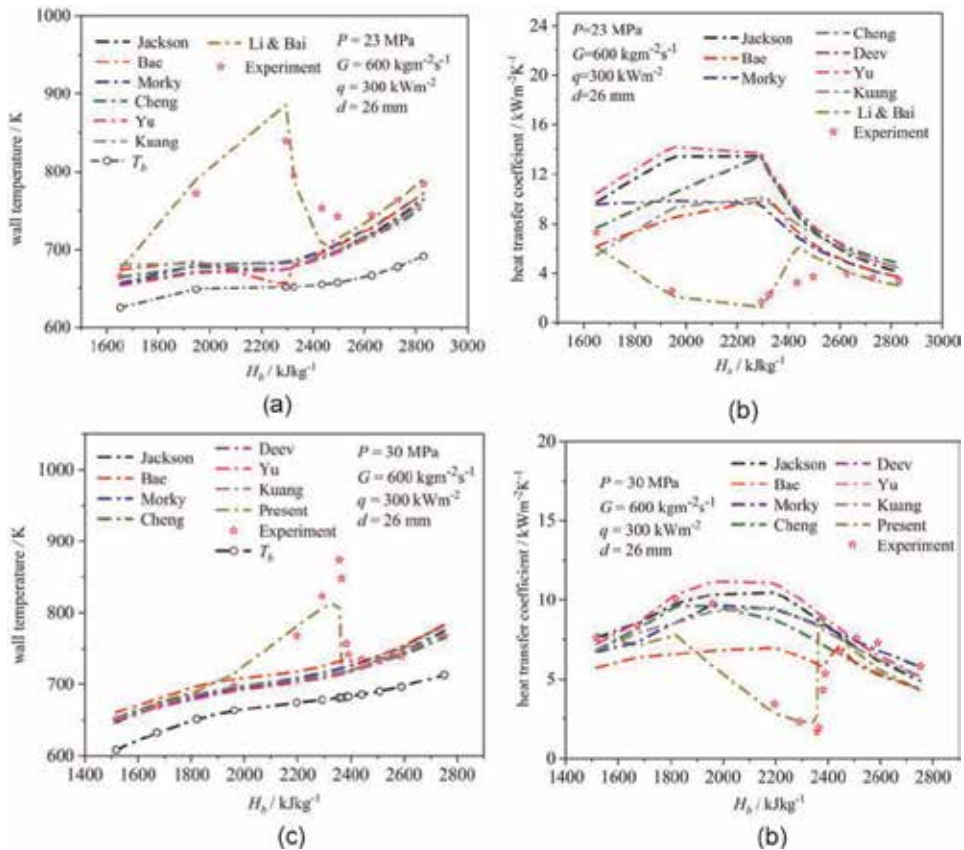 1000
900
800
700
600
wall temperature / K
1600 1800 2000 2200 2400 2600 2800 3000
H_b / kJkg⁻¹
Jackson
Bae
Morky
Cheng
Yu
Kuang
T_b
Li & Bai
Experiment
P = 23 MPa
G = 600 kgm⁻²s⁻¹
q = 300 kWm⁻²
d = 26 mm
(a)
24
20
16
12
8
4
0
heat transfer coeffcient / kWm⁻²K⁻¹
1600 1800 2000 2200 2400 2600 2800 3000
H_b / kJkg⁻¹
P=23 MPa
G=600 kgm⁻²s⁻¹
q=300 kWm⁻²
d=26 mm
Jackson
Bae
Morky
Cheng
Deev
Yu
Kuang
Li & Bai
Experiment
(b)
1000
900
800
700
600
wall temperature / K
1400 1600 1800 2000 2200 2400 2600 2800
H_b / kJkg⁻¹
Jackson
Bae
Morky
Cheng
Deev
Yu
Kuang
Present
Experiment
T_b
P = 30 MPa
G = 600 kgm⁻²s⁻¹
q = 300 kWm⁻²
d = 26 mm
(c)
20
15
10
5
0
heat transfer coefficient / kWm⁻²K⁻¹
1400 1600 1800 2000 2200 2400 2600 2800
H_b / kJkg⁻¹
P = 30 MPa
G = 600 kgm⁻²s⁻¹
q = 300 kWm⁻²
d = 26 mm
Jackson
Bae
Morky
Cheng
Deev
Yu
Kuang
Present
Experiment
(b)